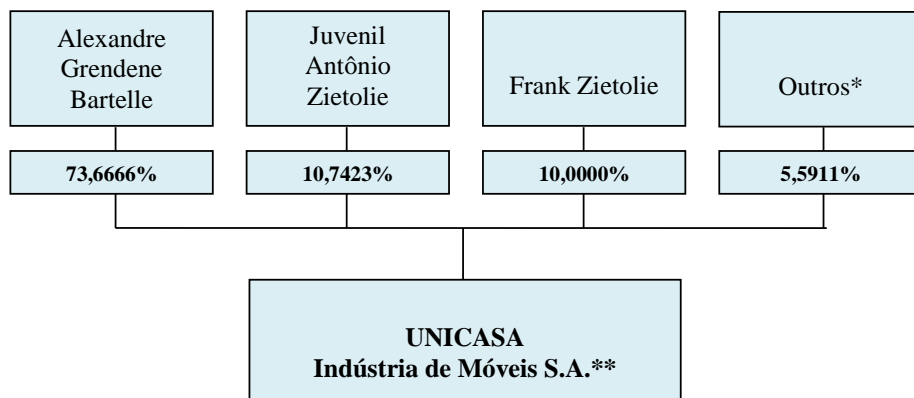 Alexandre
Grendene
Bartelle
Juvenil
Antônio
Zietolie
Frank Zietolie
Outros*
73,6666%
10,7423%
10,0000%
5,5911%
UNICASA
Indústria de Móveis S.A.**